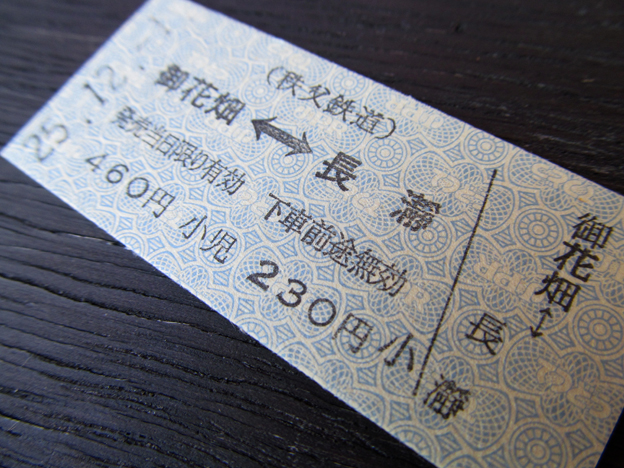 25.12.
(秩父鉄道)
御花畑⟷長瀞
発売当日限り有効 下車前途無効
460円 小児 230円 小
御花畑↔長瀞